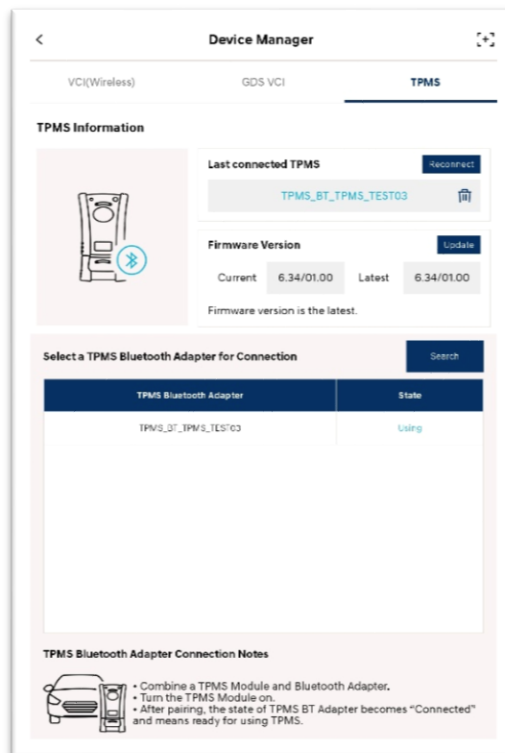 Device Manager
VCI(Wireless) GDS VCI TPMS
TPMS Information
Last connected TPMS Reconnect
TPMS_BT_TPMS_TEST03
Firmware Version Update
Current 6.34/01.00 Latest 6.34/01.00
Firmware version is the latest.
Select a TPMS Bluetooth Adapter for Connection Search
TPMS Bluetooth Adapter State
TPMS_BT_TPMS_TEST03 Using
TPMS Bluetooth Adapter Connection Notes
• Combine a TPMS Module and Bluetooth Adapter.
• Turn the TPMS Module on.
• After pairing, the state of TPMS BT Adapter becomes “Connected”
and means ready for using TPMS.